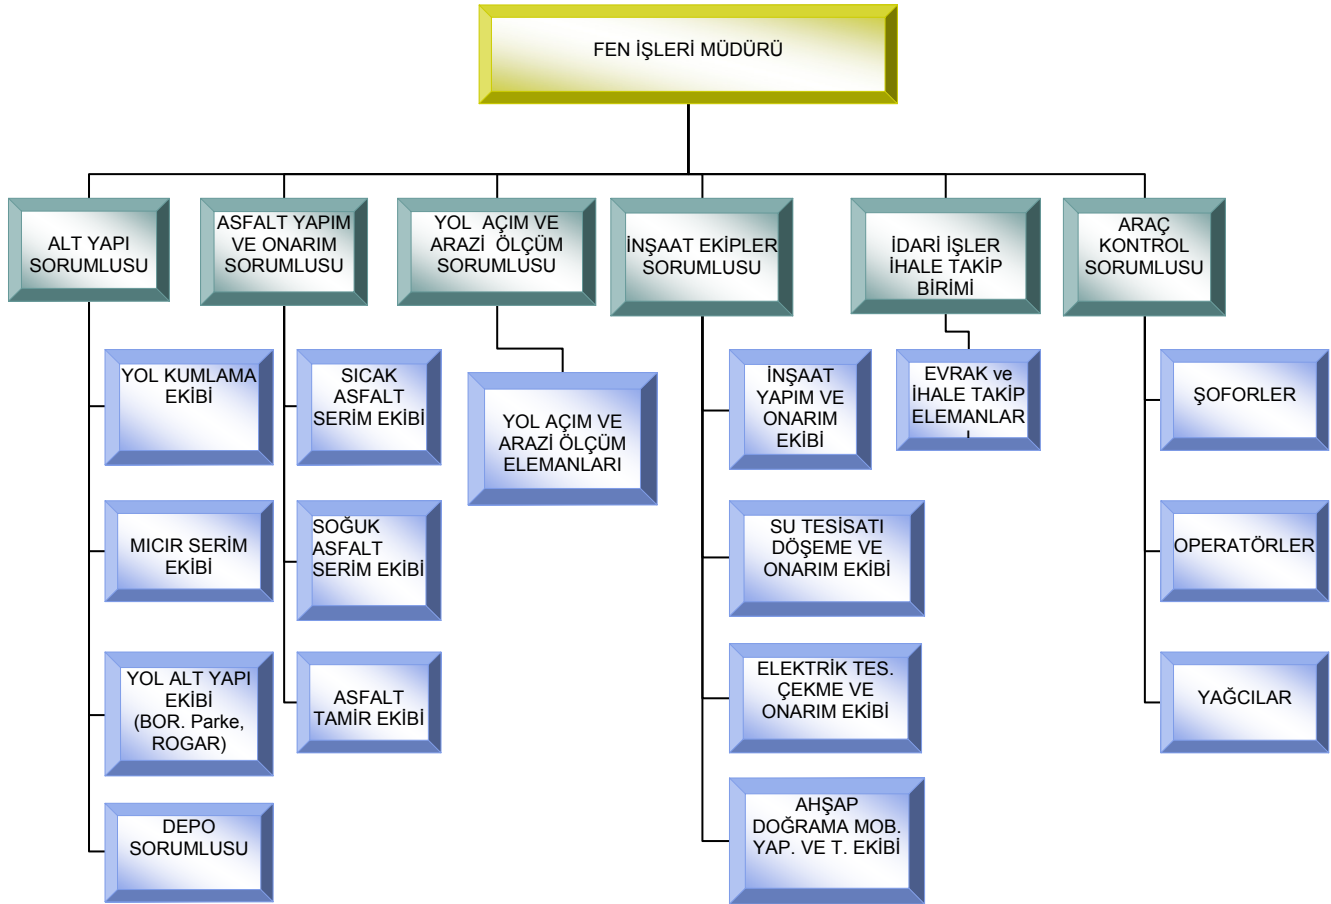 FEN İŞLERİ MÜDÜRÜ
ALT YAPI
SORUMLUSU
ASFALT YAPIM
VE ONARIM
SORUMLUSU
YOL AÇIM VE
ARAZİ ÖLÇÜM
SORUMLUSU
İNŞAAT EKİPLER
SORUMLUSU
İDARİ İŞLER
İHALE TAKİP
BİRİMİ
ARAÇ
KONTROL
SORUMLUSU
YOL KUMLAMA
EKİBİ
MICIR SERİM
EKİBİ
YOL ALT YAPI
EKİBİ
(BOR. Parke,
ROGAR)
DEPO
SORUMLUSU
SICAK
ASFALT
SERİM EKİBİ
SOĞUK
ASFALT
SERİM EKİBİ
ASFALT
TAMİR EKİBİ
YOL AÇIM VE
ARAZİ ÖLÇÜM
ELEMANLARI
İNŞAAT
YAPIM VE
ONARIM
EKİBİ
SU TESİSATI
DÖŞEME VE
ONARIM EKİBİ
ELEKTRİK TES.
ÇEKME VE
ONARIM EKİBİ
AHŞAP
DOĞRAMA MOB.
YAP. VE T. EKİBİ
EVRAK ve
İHALE TAKİP
ELEMANLAR
ŞOFORLER
OPERATÖRLER
YAĞCILAR